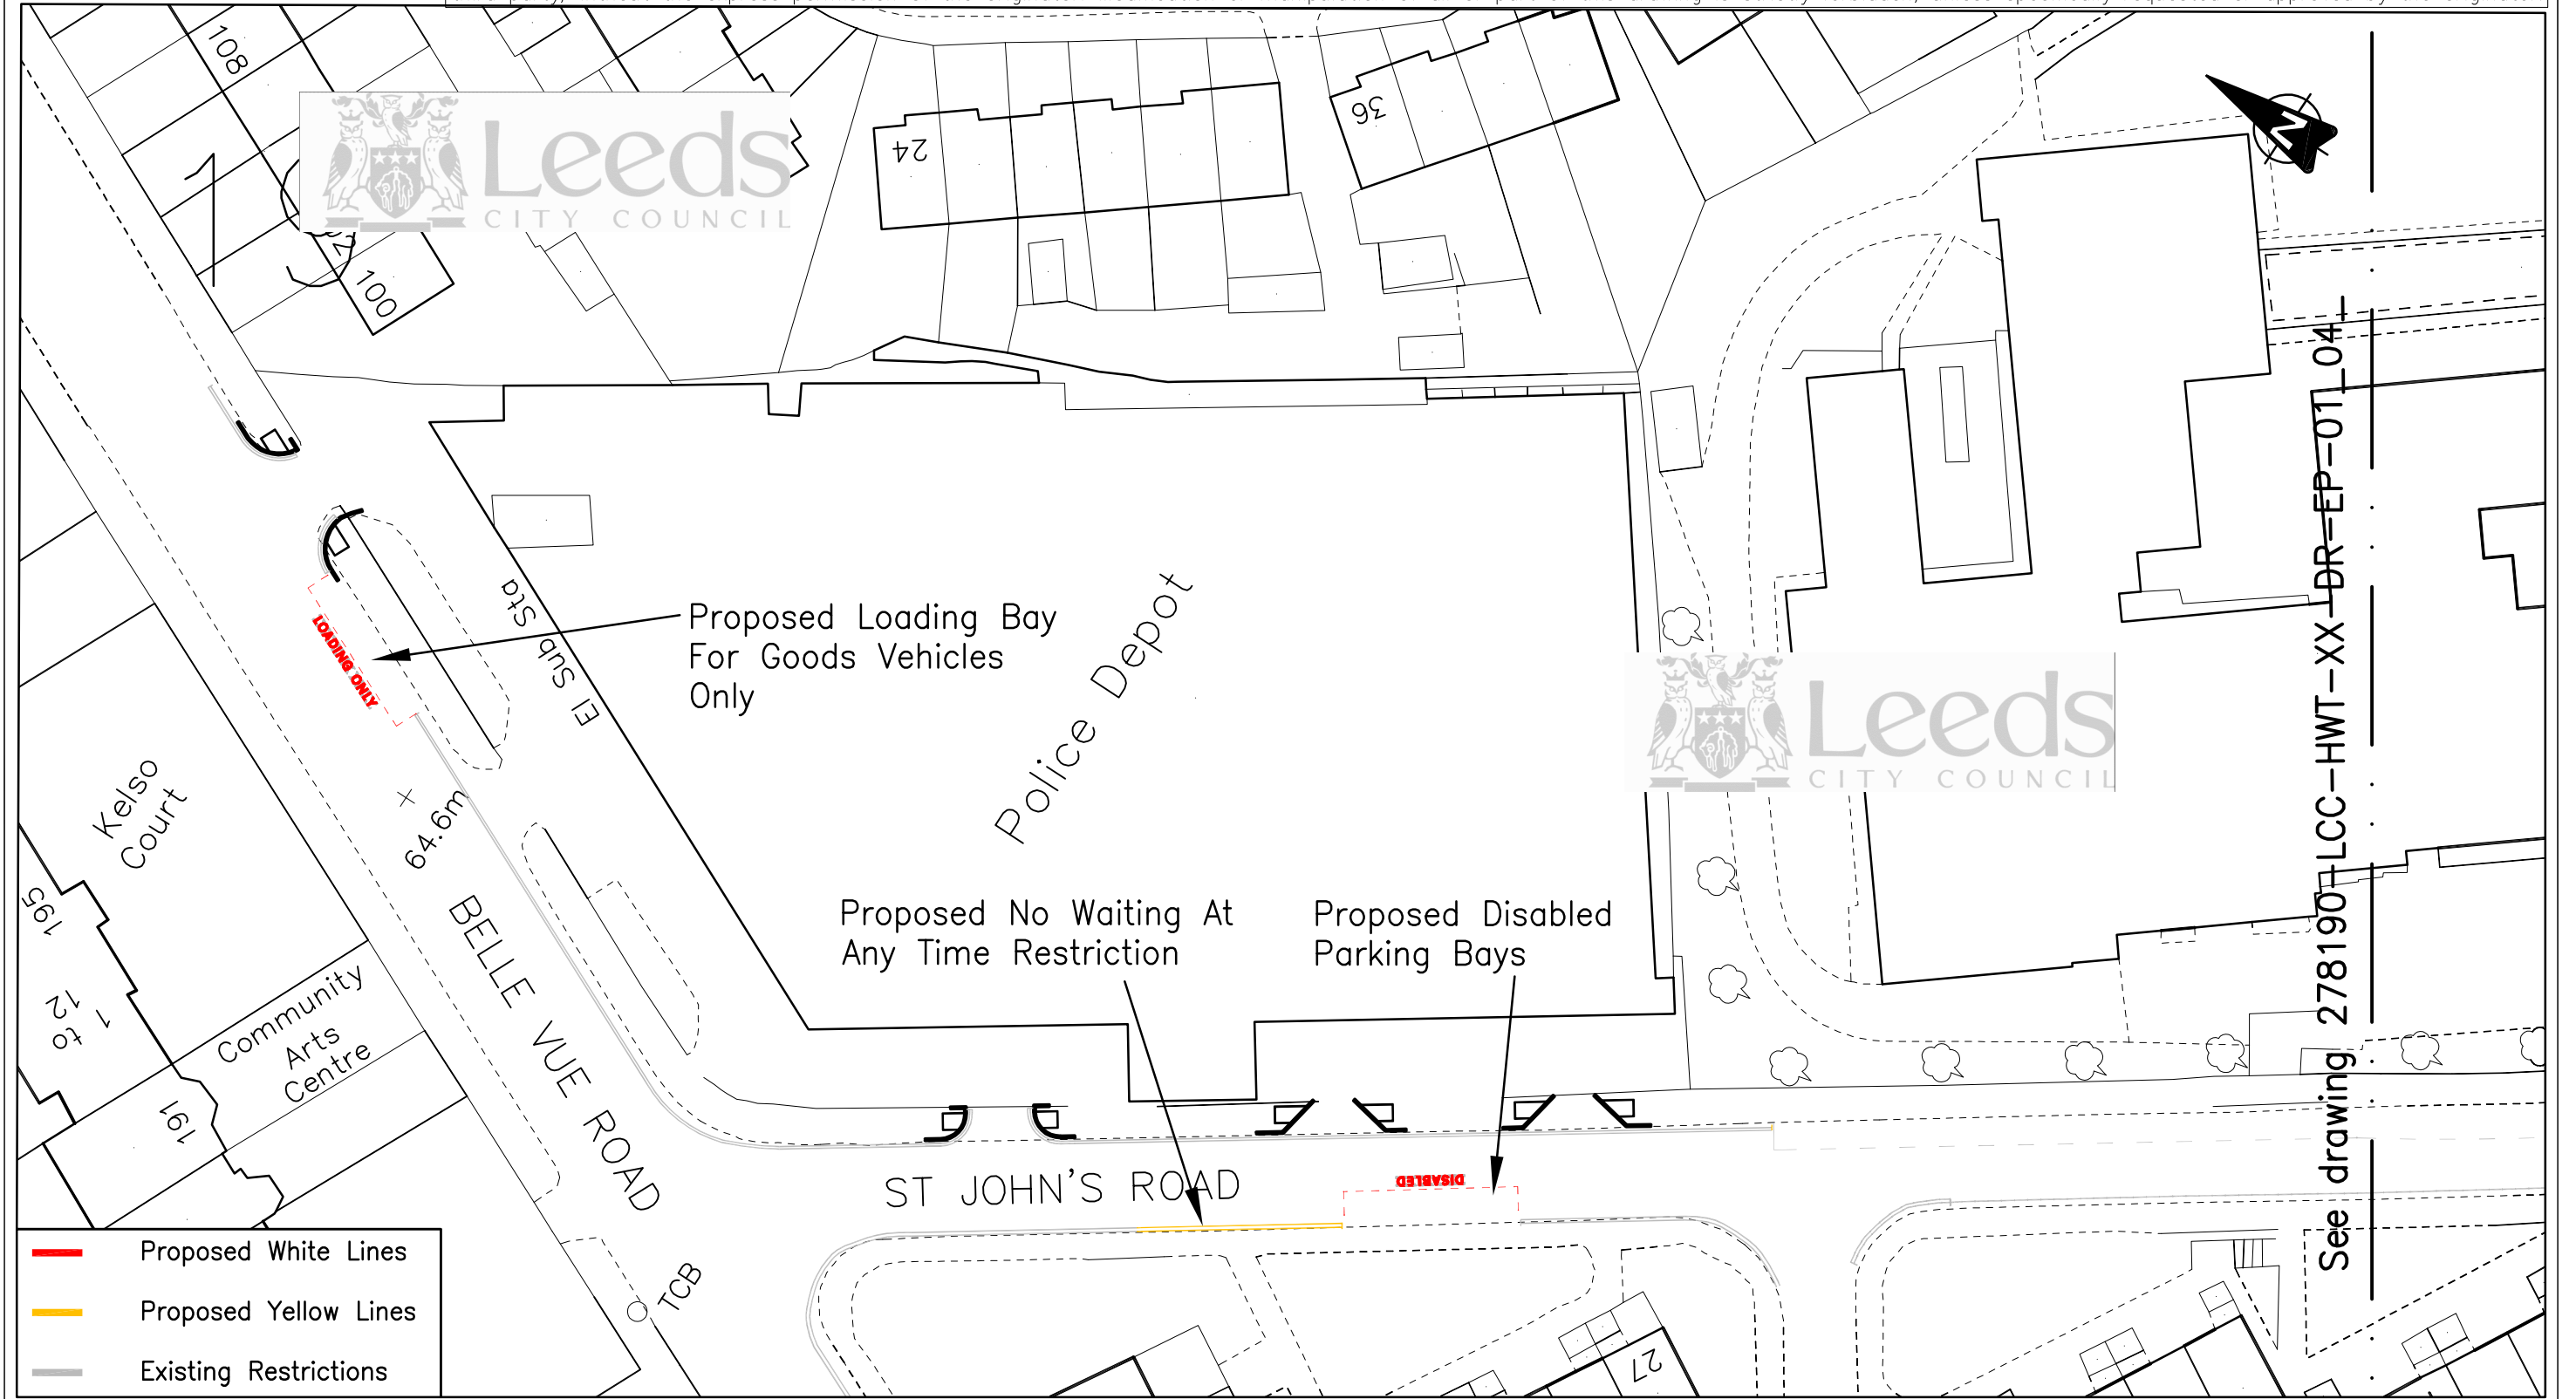 108
100
Leeds
CITY COUNCIL
24
36
N
El Sub Sta
Proposed Loading Bay
For Goods Vehicles
Only
LOADING ONLY
Police Depot
Leeds
CITY COUNCIL
See drawing 278190-LCC-HWT-XX-DR-EP-01_04_
Kelso
Court
64.6m
195
1
to
12
Community
Arts
Centre
191
BELLE VUE ROAD
Proposed No Waiting At
Any Time Restriction
Proposed Disabled
Parking Bays
DISABLED
ST JOHN'S ROAD
TCB
27
Proposed White Lines
Proposed Yellow Lines
Existing Restrictions